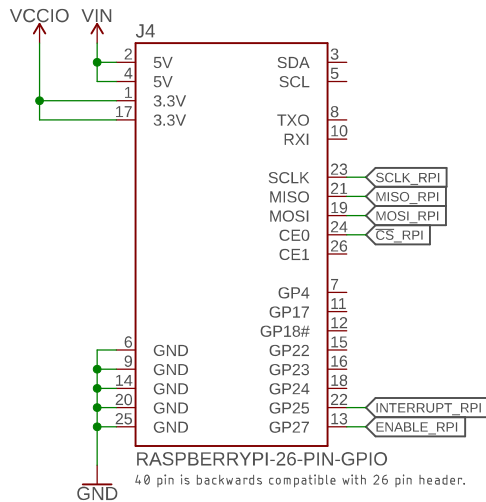 VCCIO VIN
J4
2 5V SDA 3
4 5V SCL 5
1 3.3V
17 3.3V TXO 8
RXI 10
SCLK 23 SCLK_RPI
MISO 21 MISO_RPI
MOSI 19 MOSI_RPI
CE0 24 CS_RPI
CE1 26
GP4 7
GP17 11
GP18# 12
6 GND GP22 15
9 GND GP23 16
14 GND GP24 18
20 GND GP25 22 INTERRUPT_RPI
25 GND GP27 13 ENABLE_RPI
RASPBERRYPI-26-PIN-GPIO
40 pin is backwards compatible with 26 pin header.
GND